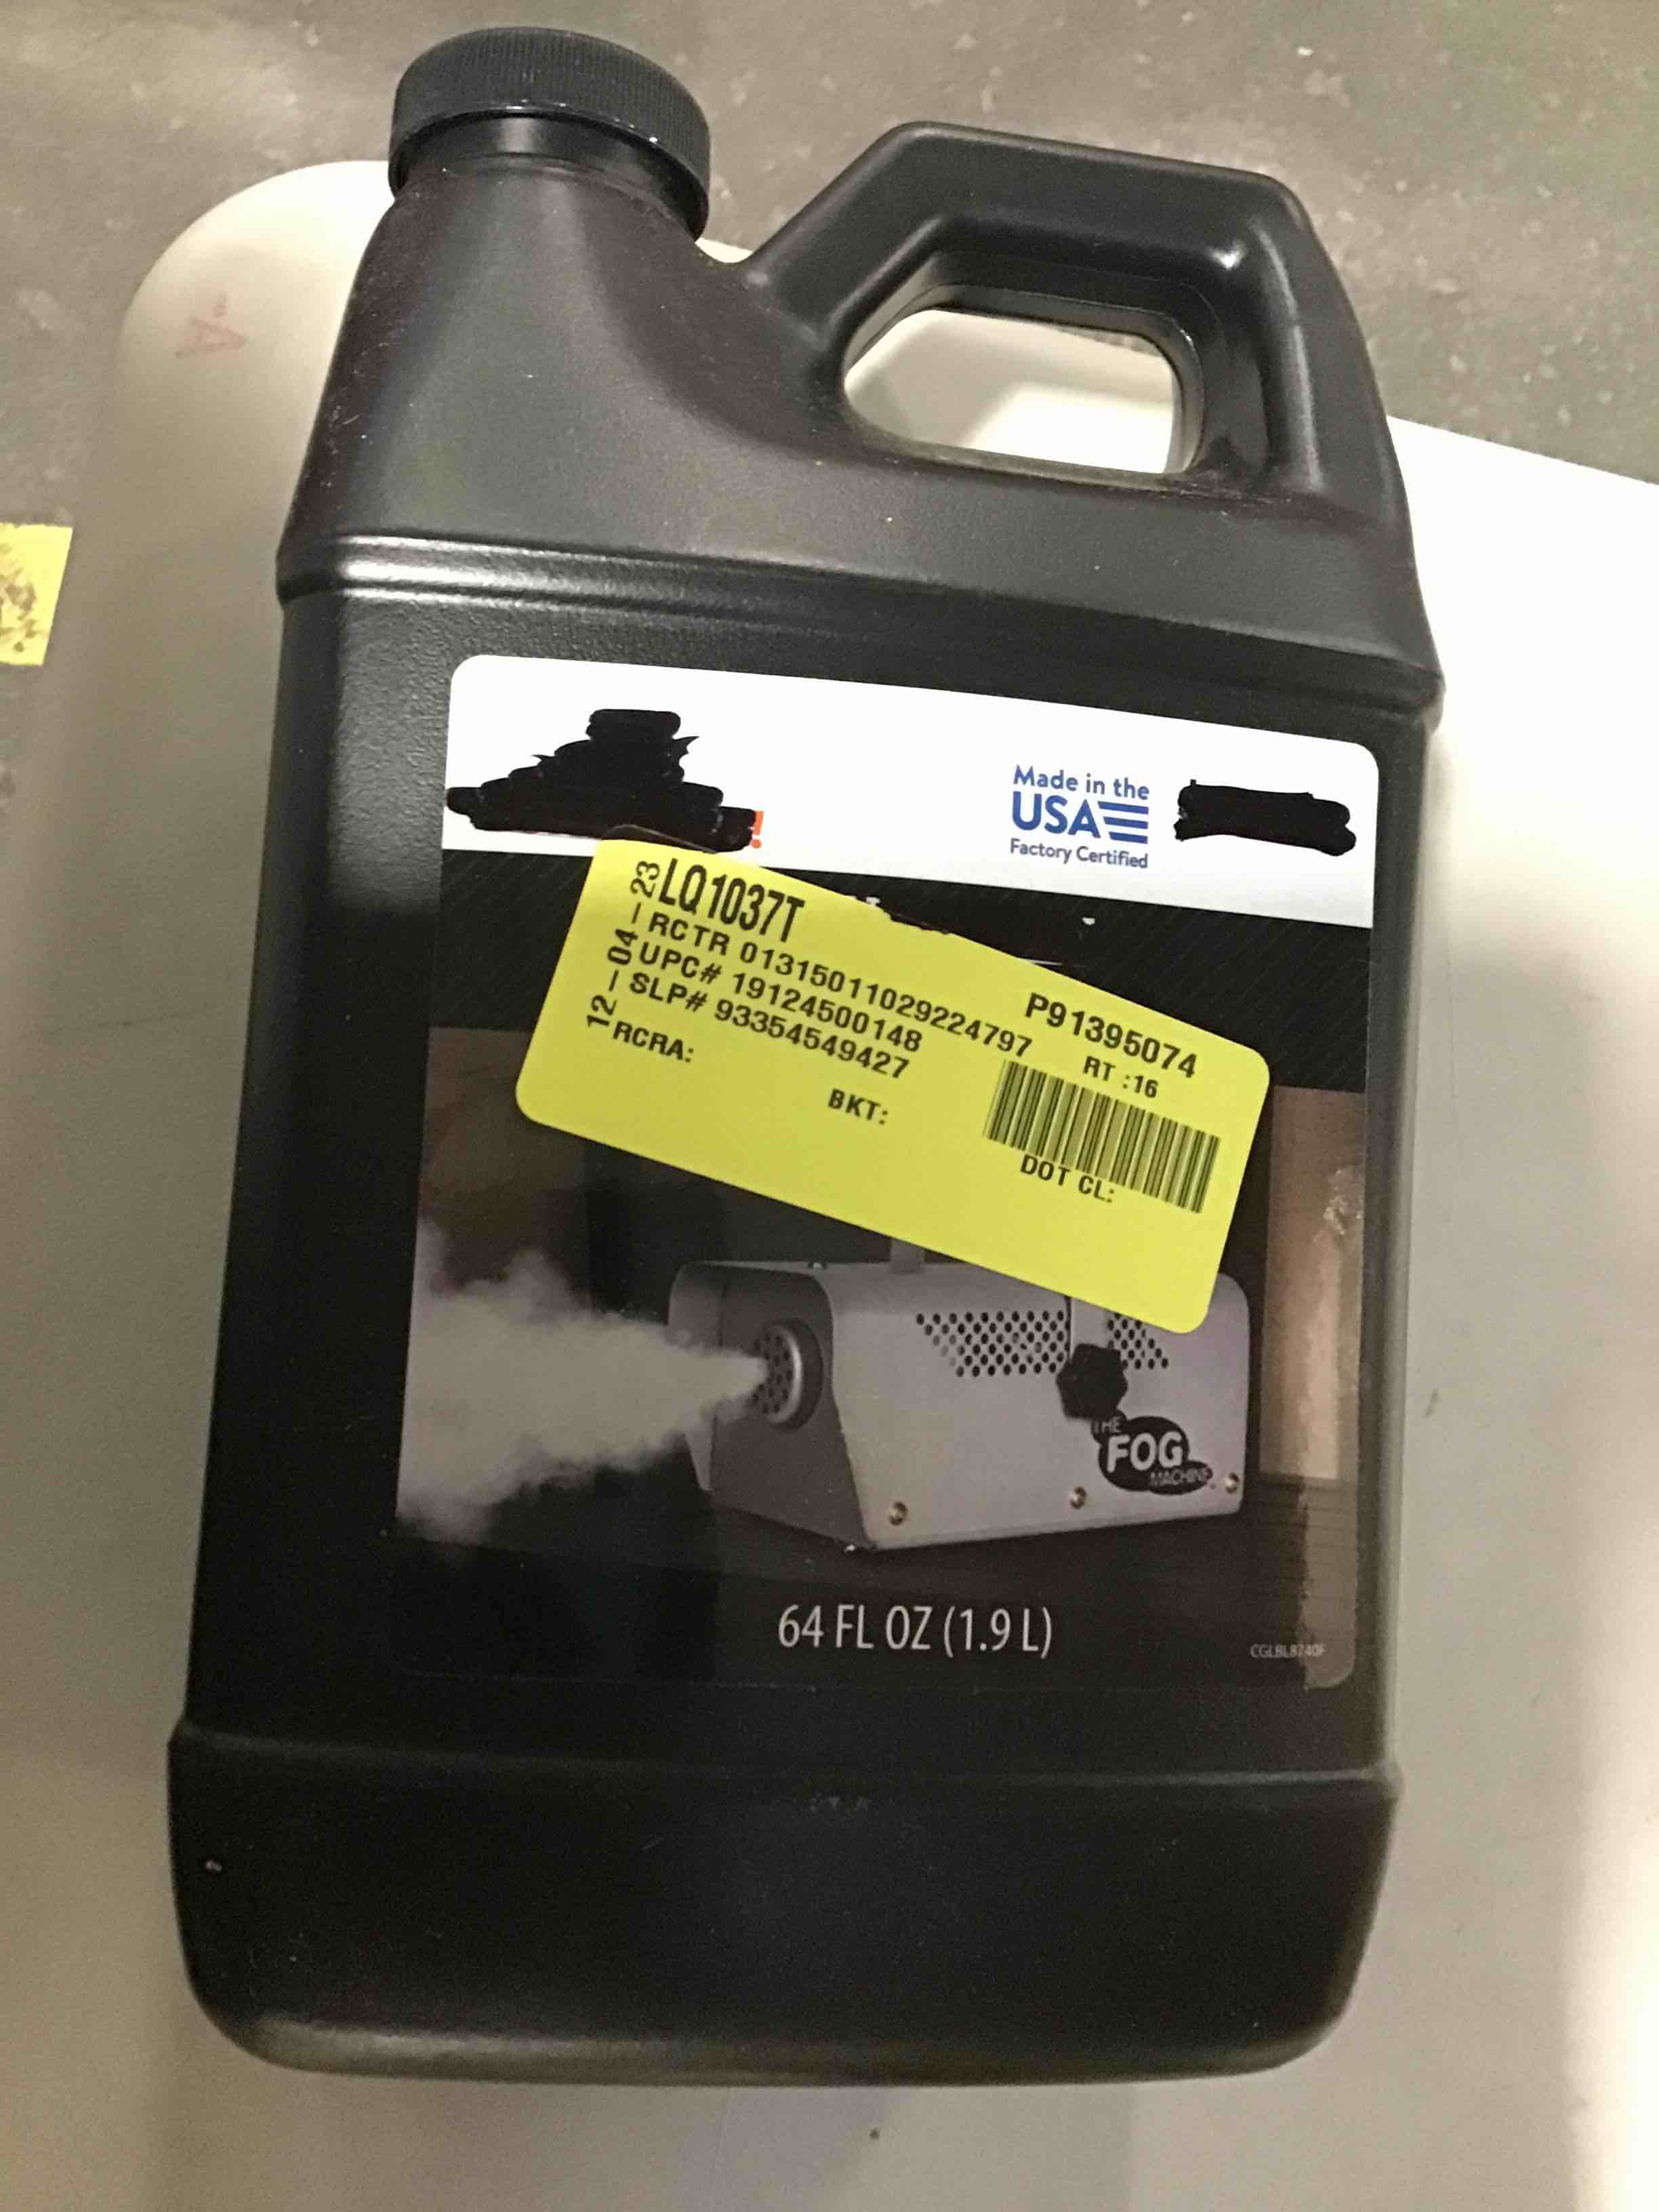 !
Made in the
USA
Factory Certified
12-04-23
LQ1037T
P91395074
RCTR 01315011029224797
RT :16
UPC# 19124500148
SLP# 93354549427
RCRA:
BKT:
DOT CL:
THE
FOG
MACHINE
64 FL OZ (1.9 L)
CGLBL8740F